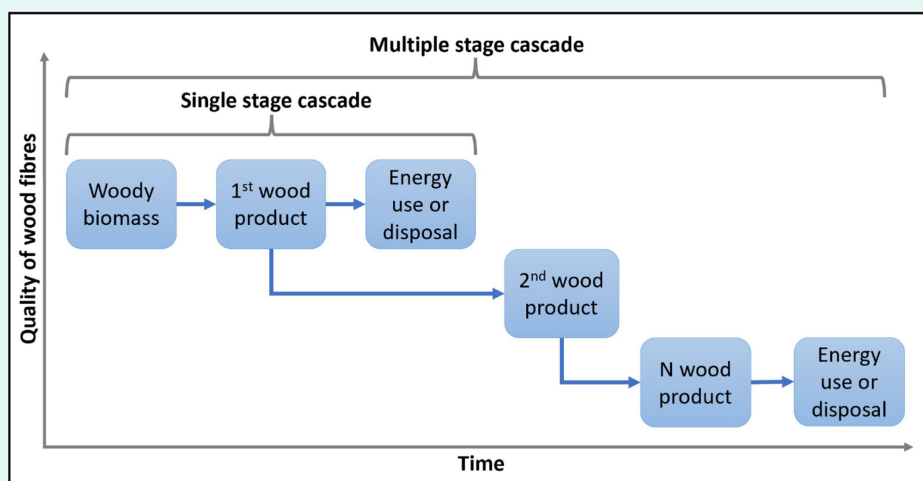 Multiple stage cascade
Single stage cascade
Quality of wood fibres
Woody
biomass
1st wood
product
Energy
use or
disposal
2nd wood
product
N wood
product
Energy
use or
disposal
Time